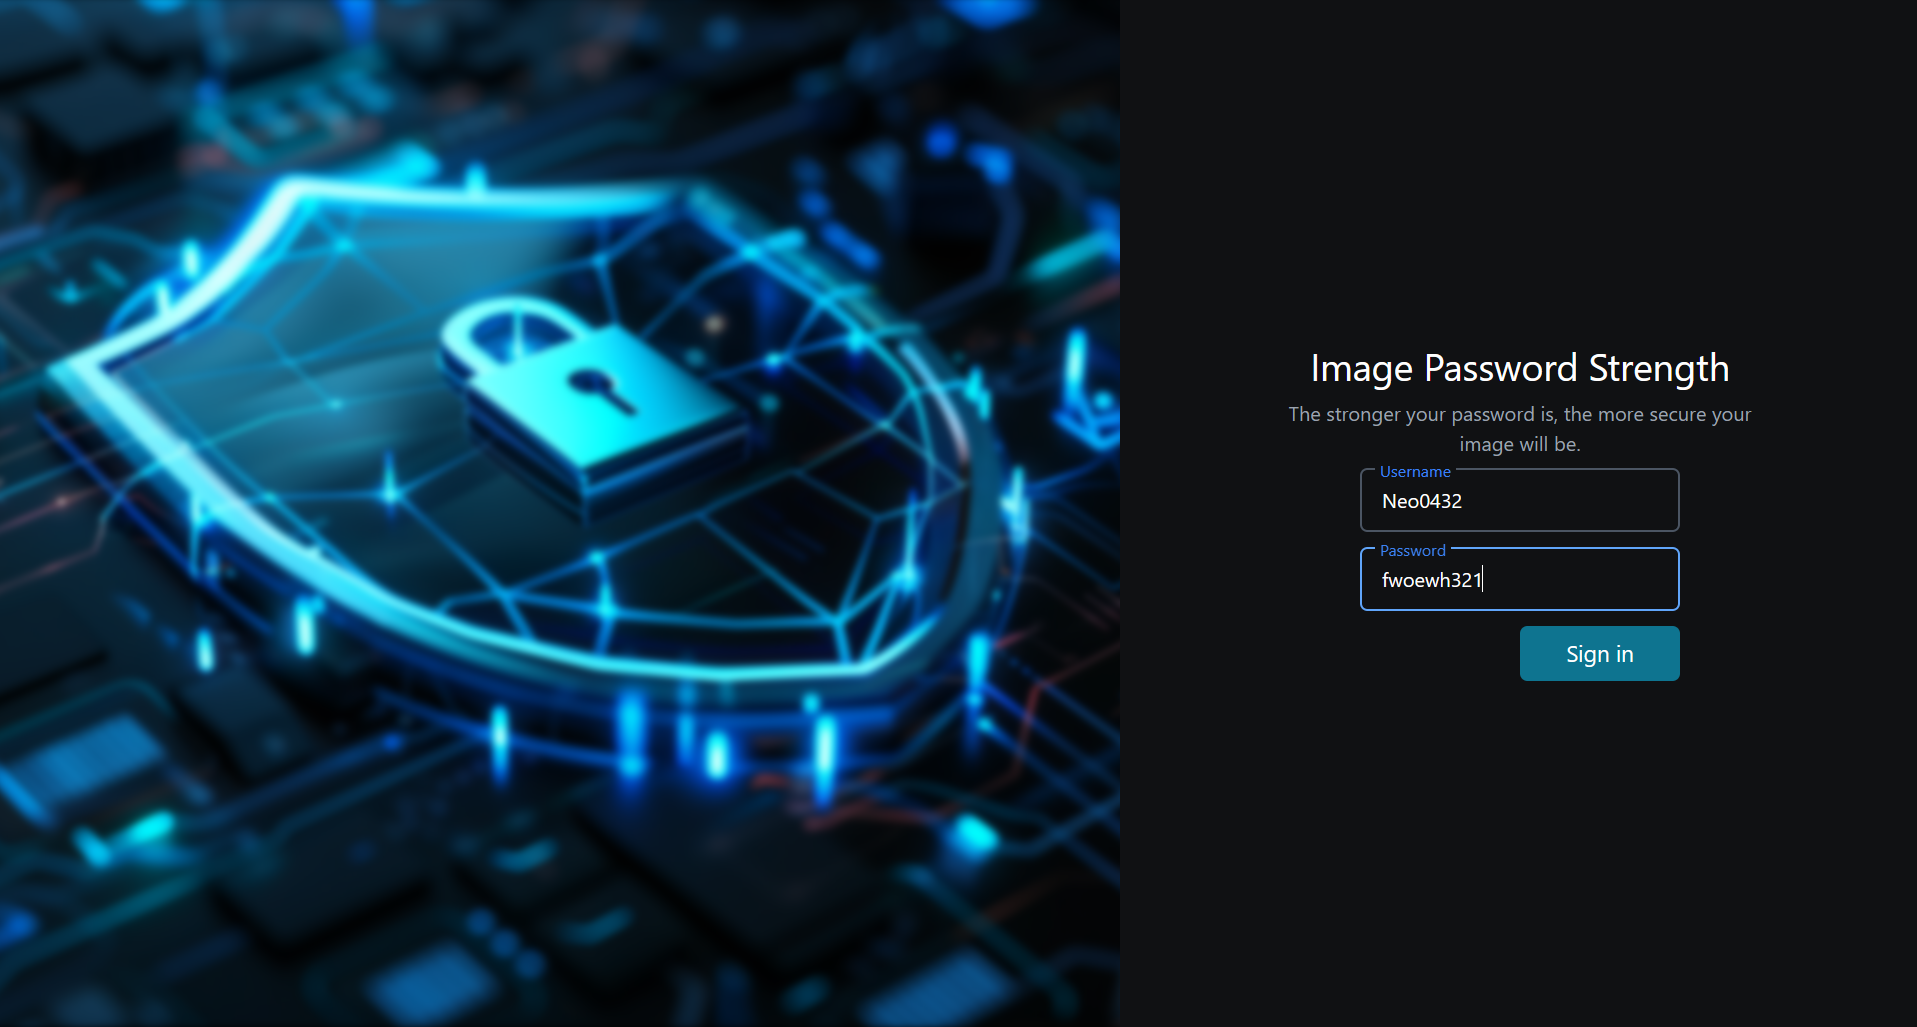 Image Password Strength
The stronger your password is, the more secure your
image will be.
Username
Neo0432
Password
fwoewh321
Sign in